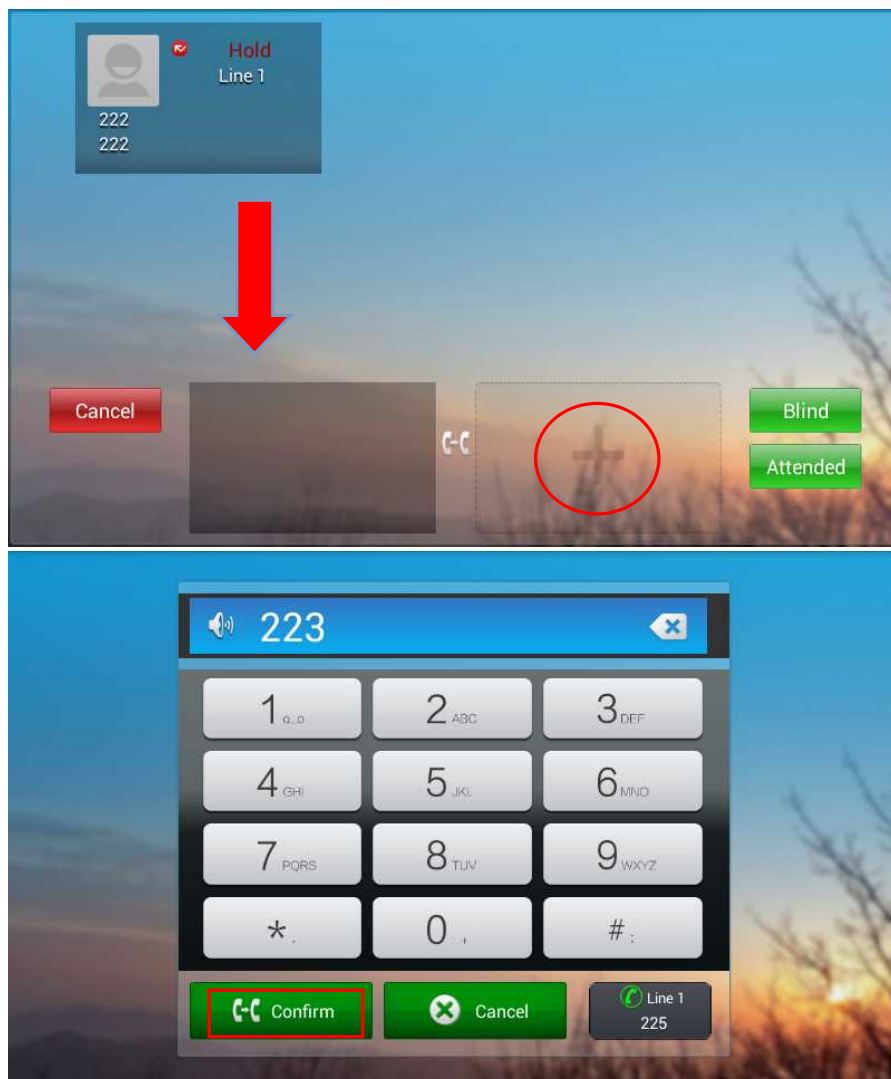 Hold
Line 1
222
222
Cancel
Blind
Attended
223
1
2 ABC
3 DEF
4 GHI
5 JKL
6 MNO
7 PQRS
8 TUV
9 WXYZ
* .
0 +
# ;
Confirm
Cancel
Line 1
225